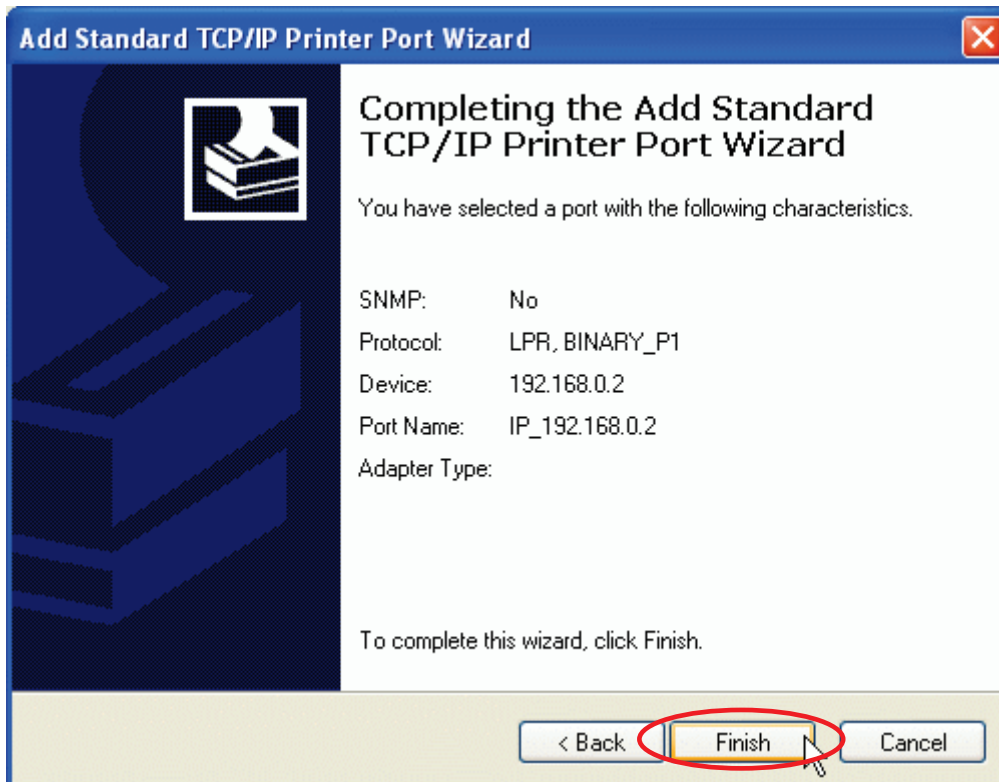 Add Standard TCP/IP Printer Port Wizard
Completing the Add Standard
TCP/IP Printer Port Wizard
You have selected a port with the following characteristics.
SNMP: No
Protocol: LPR, BINARY_P1
Device: 192.168.0.2
Port Name: IP_192.168.0.2
Adapter Type:
To complete this wizard, click Finish.
< Back Finish Cancel